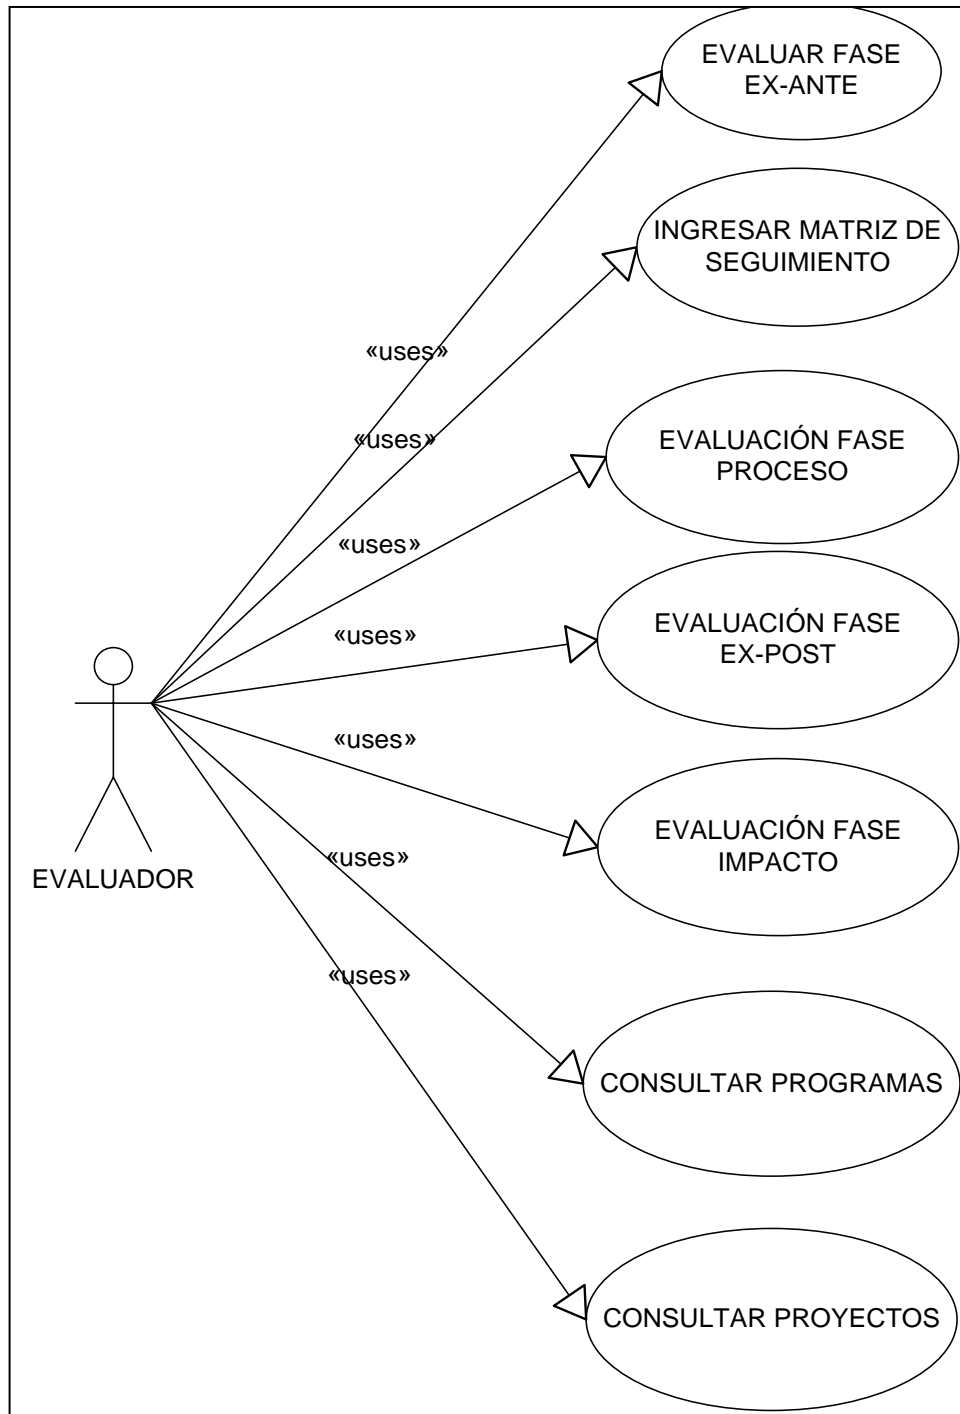 EVALUAR FASE
EX-ANTE
INGRESAR MATRIZ DE
SEGUIMIENTO
«uses»
«uses»
EVALUACIÓN FASE
PROCESO
«uses»
EVALUACIÓN FASE
EX-POST
«uses»
«uses»
EVALUACIÓN FASE
IMPACTO
«uses»
EVALUADOR
«uses»
CONSULTAR PROGRAMAS
CONSULTAR PROYECTOS